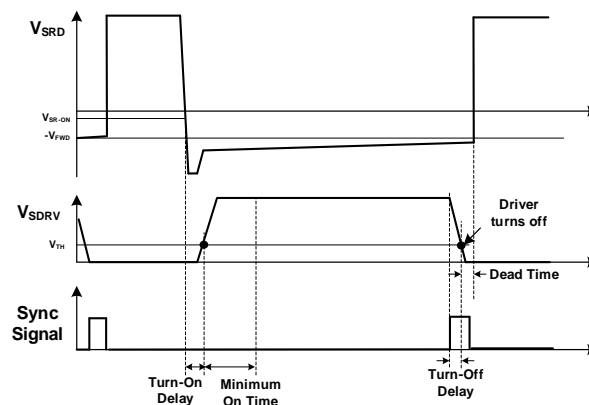 VSRD
VSR-ON
-VFWD
VSDRV
VTH
Driver
turns off
Dead Time
Sync
Signal
Turn-On
Delay
Minimum
On Time
Turn-Off
Delay